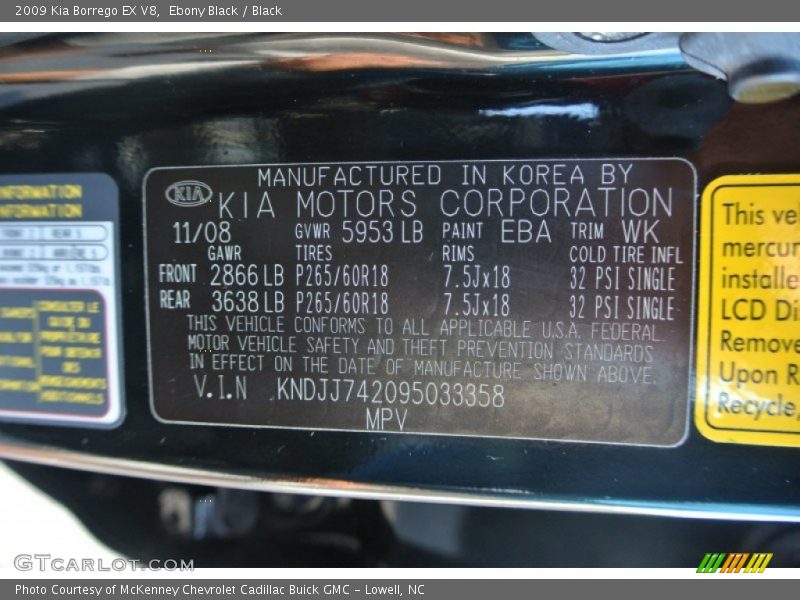 2009 Kia Borrego EX V8, Ebony Black / Black
INFORMATION
INFORMATION
KIA
MANUFACTURED IN KOREA BY
KIA MOTORS CORPORATION
11/08 GVWR 5953 LB PAINT EBA TRIM WK
GAWR TIRES RIMS COLD TIRE INFL
FRONT 2866 LB P265/60R18 7.5Jx18 32 PSI SINGLE
REAR 3638 LB P265/60R18 7.5Jx18 32 PSI SINGLE
THIS VEHICLE CONFORMS TO ALL APPLICABLE U.S.A. FEDERAL
MOTOR VEHICLE SAFETY AND THEFT PREVENTION STANDARDS
IN EFFECT ON THE DATE OF MANUFACTURE SHOWN ABOVE.
V.I.N KNDJJ742095033358
MPV
This vel
mercur
installe
LCD Di
Remove
Upon R
Recycle,
GTCarLot.com
Photo Courtesy of McKenney Chevrolet Cadillac Buick GMC - Lowell, NC